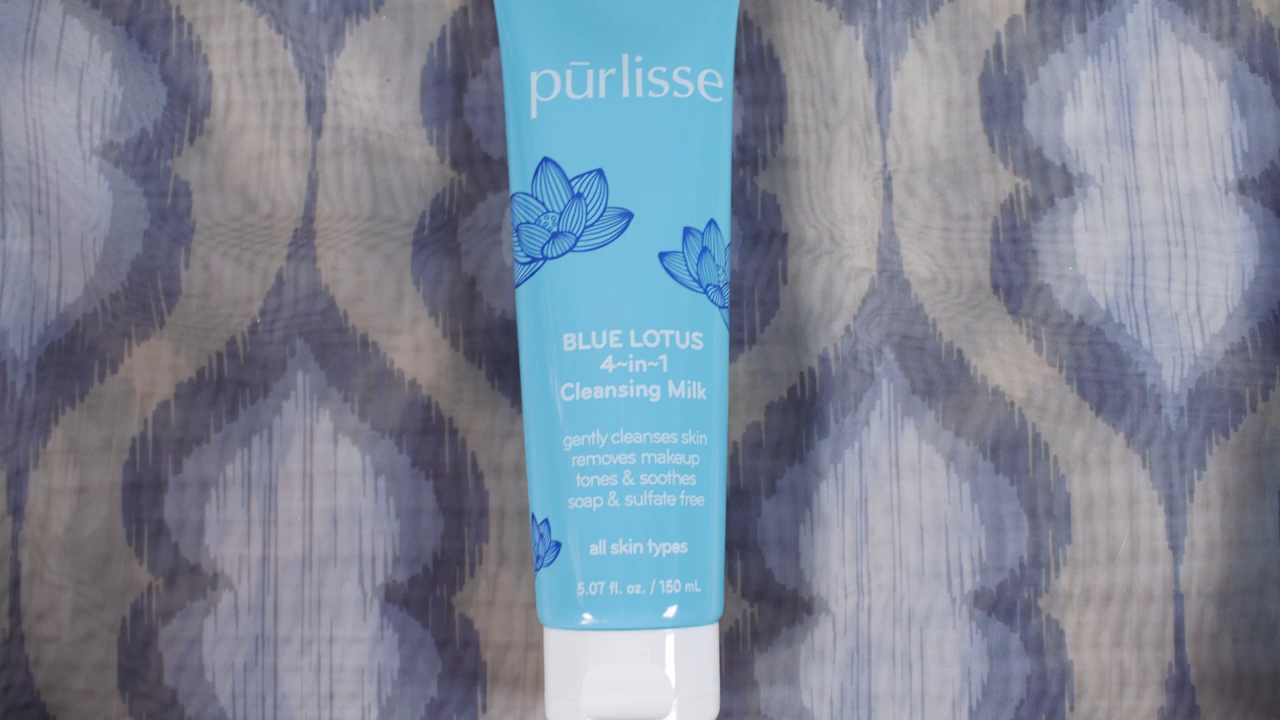 pūrlisse
BLUE LOTUS
4~in~1
Cleansing Milk
gently cleanses skin
removes makeup
tones & soothes
soap & sulfate free
all skin types
5.07 fl. oz. / 150 mL